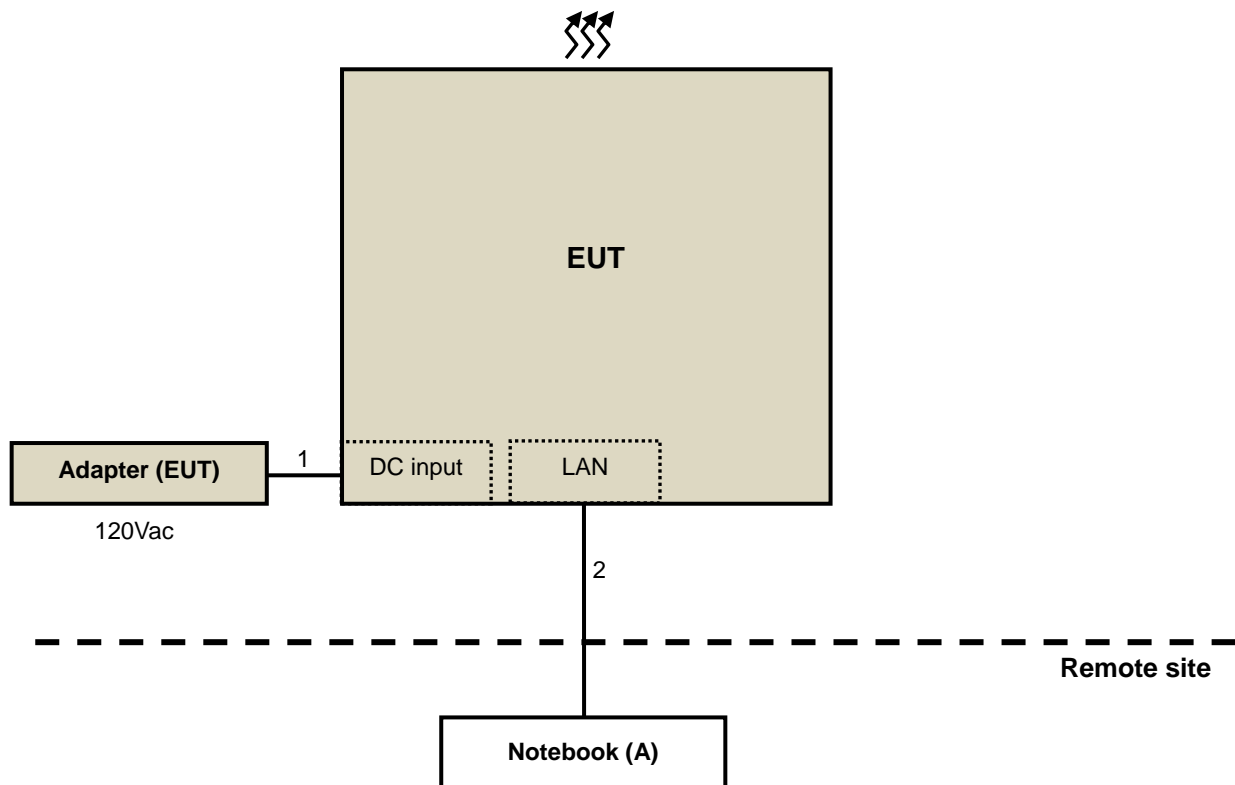 EUT
Adapter (EUT)
1
DC input
LAN
120Vac
2
Remote site
Notebook (A)